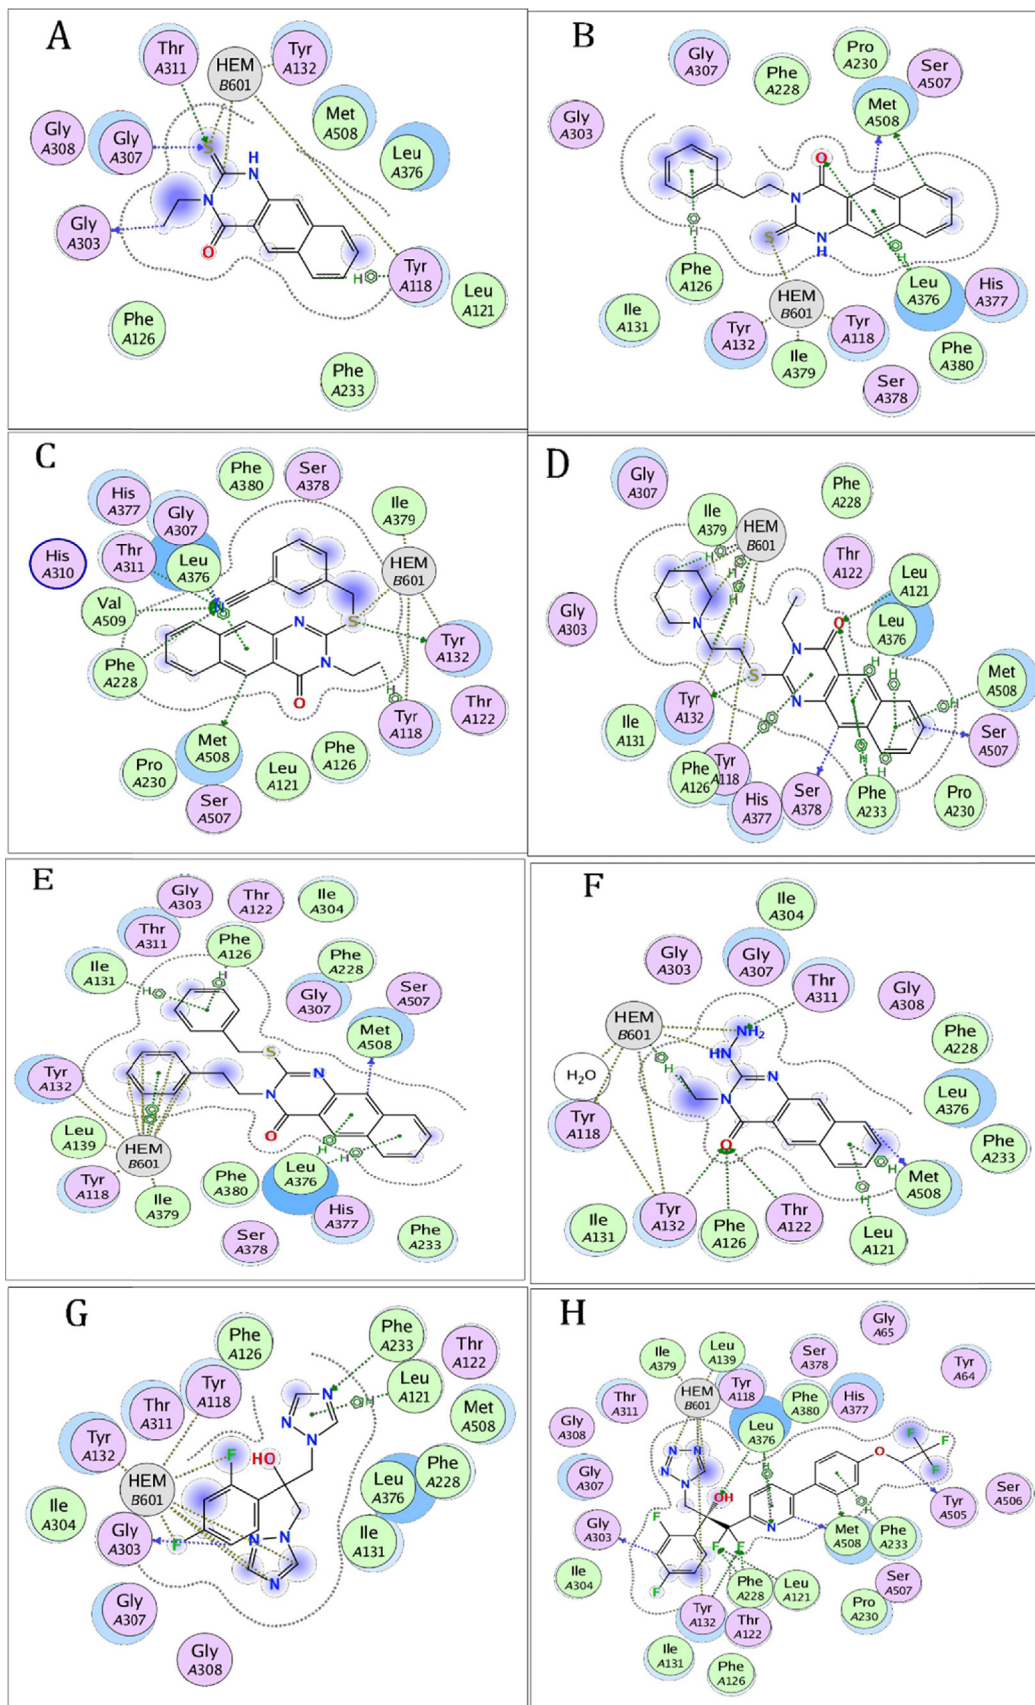 A
Thr
A311
HEM
B601
Tyr
A132
Met
A508
Leu
A376
Gly
A308
Gly
A307
S
H
N
N
O
Gly
A303
H
Tyr
A118
Leu
A121
Phe
A126
Phe
A233
B
Gly
A307
Phe
A228
Pro
A230
Ser
A507
Met
A508
Gly
A303
O
N
S
N
H
H
H
Phe
A126
Ile
A131
HEM
B601
Tyr
A132
Tyr
A118
Ile
A379
Leu
A376
His
A377
Phe
A380
Ser
A378
C
Phe
A380
Ser
A378
His
A377
Gly
A307
Ile
A379
His
A310
Thr
A311
Leu
A376
HEM
B601
Val
A509
N
N
S
N
O
H
Phe
A228
Tyr
A132
Tyr
A118
Thr
A122
Met
A508
Pro
A230
Leu
A121
Phe
A126
Ser
A507
D
Gly
A307
Ile
A379
HEM
B601
Phe
A228
Thr
A122
Leu
A121
Leu
A376
Gly
A303
H
H
H
H
N
N
O
S
N
H
H
H
H
H
H
Met
A508
Tyr
A132
Ser
A507
Ile
A131
Phe
A126
Tyr
A118
His
A377
Ser
A378
Phe
A233
Pro
A230
E
Gly
A303
Thr
A122
Ile
A304
Thr
A311
Phe
A126
Ile
A131
Phe
A228
Gly
A307
Ser
A507
Met
A508
H
H
S
N
N
O
H
H
Tyr
A132
Leu
A139
HEM
B601
Tyr
A118
Ile
A379
Phe
A380
Leu
A376
His
A377
Ser
A378
Phe
A233
F
Ile
A304
Gly
A303
Gly
A307
Thr
A311
Gly
A308
HEM
B601
NH2
HN
H
N
N
O
H
H
H2O
Phe
A228
Leu
A376
Tyr
A118
Phe
A233
Met
A508
Ile
A131
Tyr
A132
Phe
A126
Thr
A122
Leu
A121
G
Phe
A126
Phe
A233
Thr
A122
Tyr
A118
Leu
A121
Thr
A311
Met
A508
Tyr
A132
N
N
N
H
F
HO
HEM
B601
Leu
A376
Phe
A228
Ile
A304
Gly
A303
F
N
N
N
Ile
A131
Gly
A307
Gly
A308
H
Gly
A65
Ile
A379
Leu
A139
Ser
A378
Tyr
A64
Thr
A311
HEM
B601
Tyr
A118
Phe
A380
His
A377
Gly
A308
Leu
A376
F
F
F
O
H
N
N
N
N
OH
N
H
Gly
A307
Ser
A506
Tyr
A505
Gly
A303
F
F
F
F
Met
A508
Phe
A233
Ile
A304
Phe
A228
Leu
A121
Ser
A507
Tyr
A132
Thr
A122
Pro
A230
Ile
A131
Phe
A126